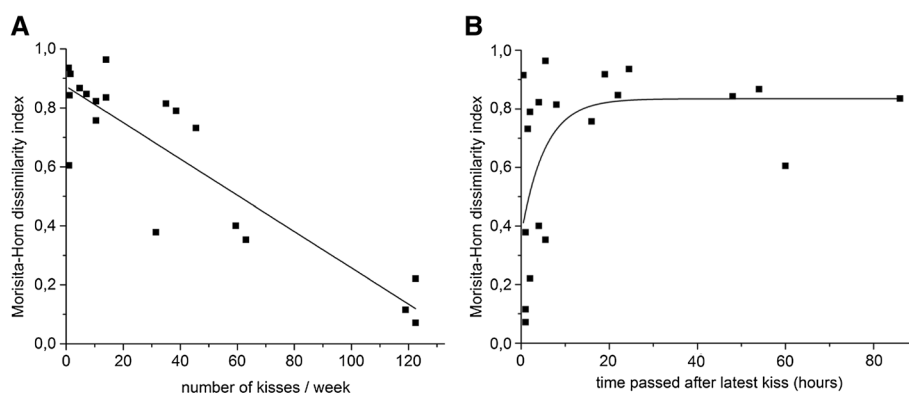 A
B
1,0
0,8
0,6
0,4
0,2
0,0
Morisita-Horn dissimilarity index
0 20 40 60 80 100 120
number of kisses / week
1,0
0,8
0,6
0,4
0,2
0,0
Morisita-Horn dissimilarity index
0 20 40 60 80
time passed after latest kiss (hours)